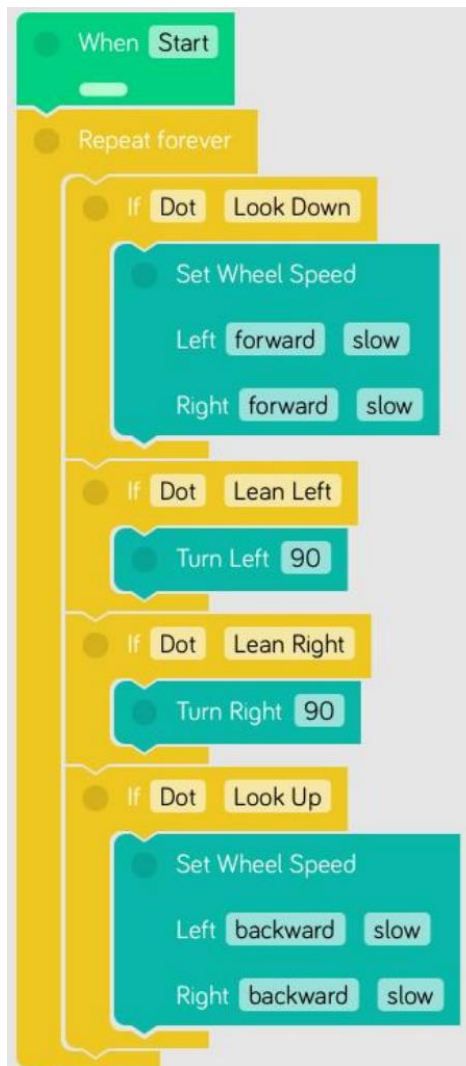 When Start
Repeat forever
If Dot Look Down
Set Wheel Speed
Left forward slow
Right forward slow
If Dot Lean Left
Turn Left 90
If Dot Lean Right
Turn Right 90
If Dot Look Up
Set Wheel Speed
Left backward slow
Right backward slow